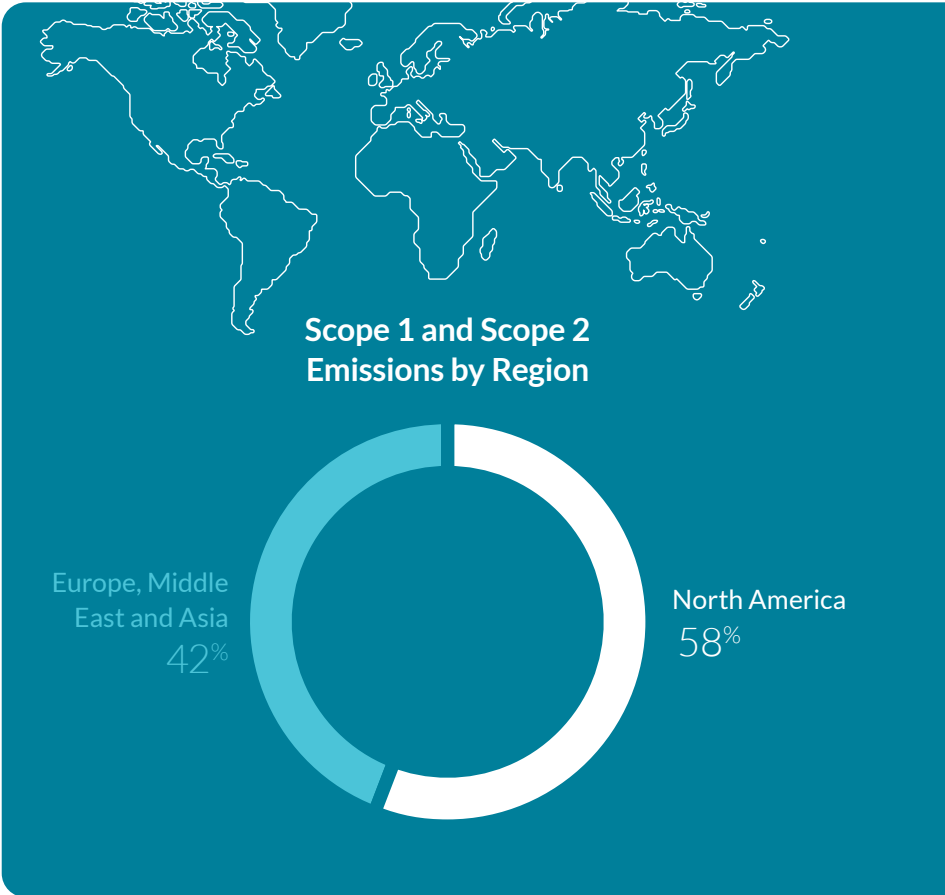 Scope 1 and Scope 2
Emissions by Region
Europe, Middle
East and Asia
42%
North America
58%